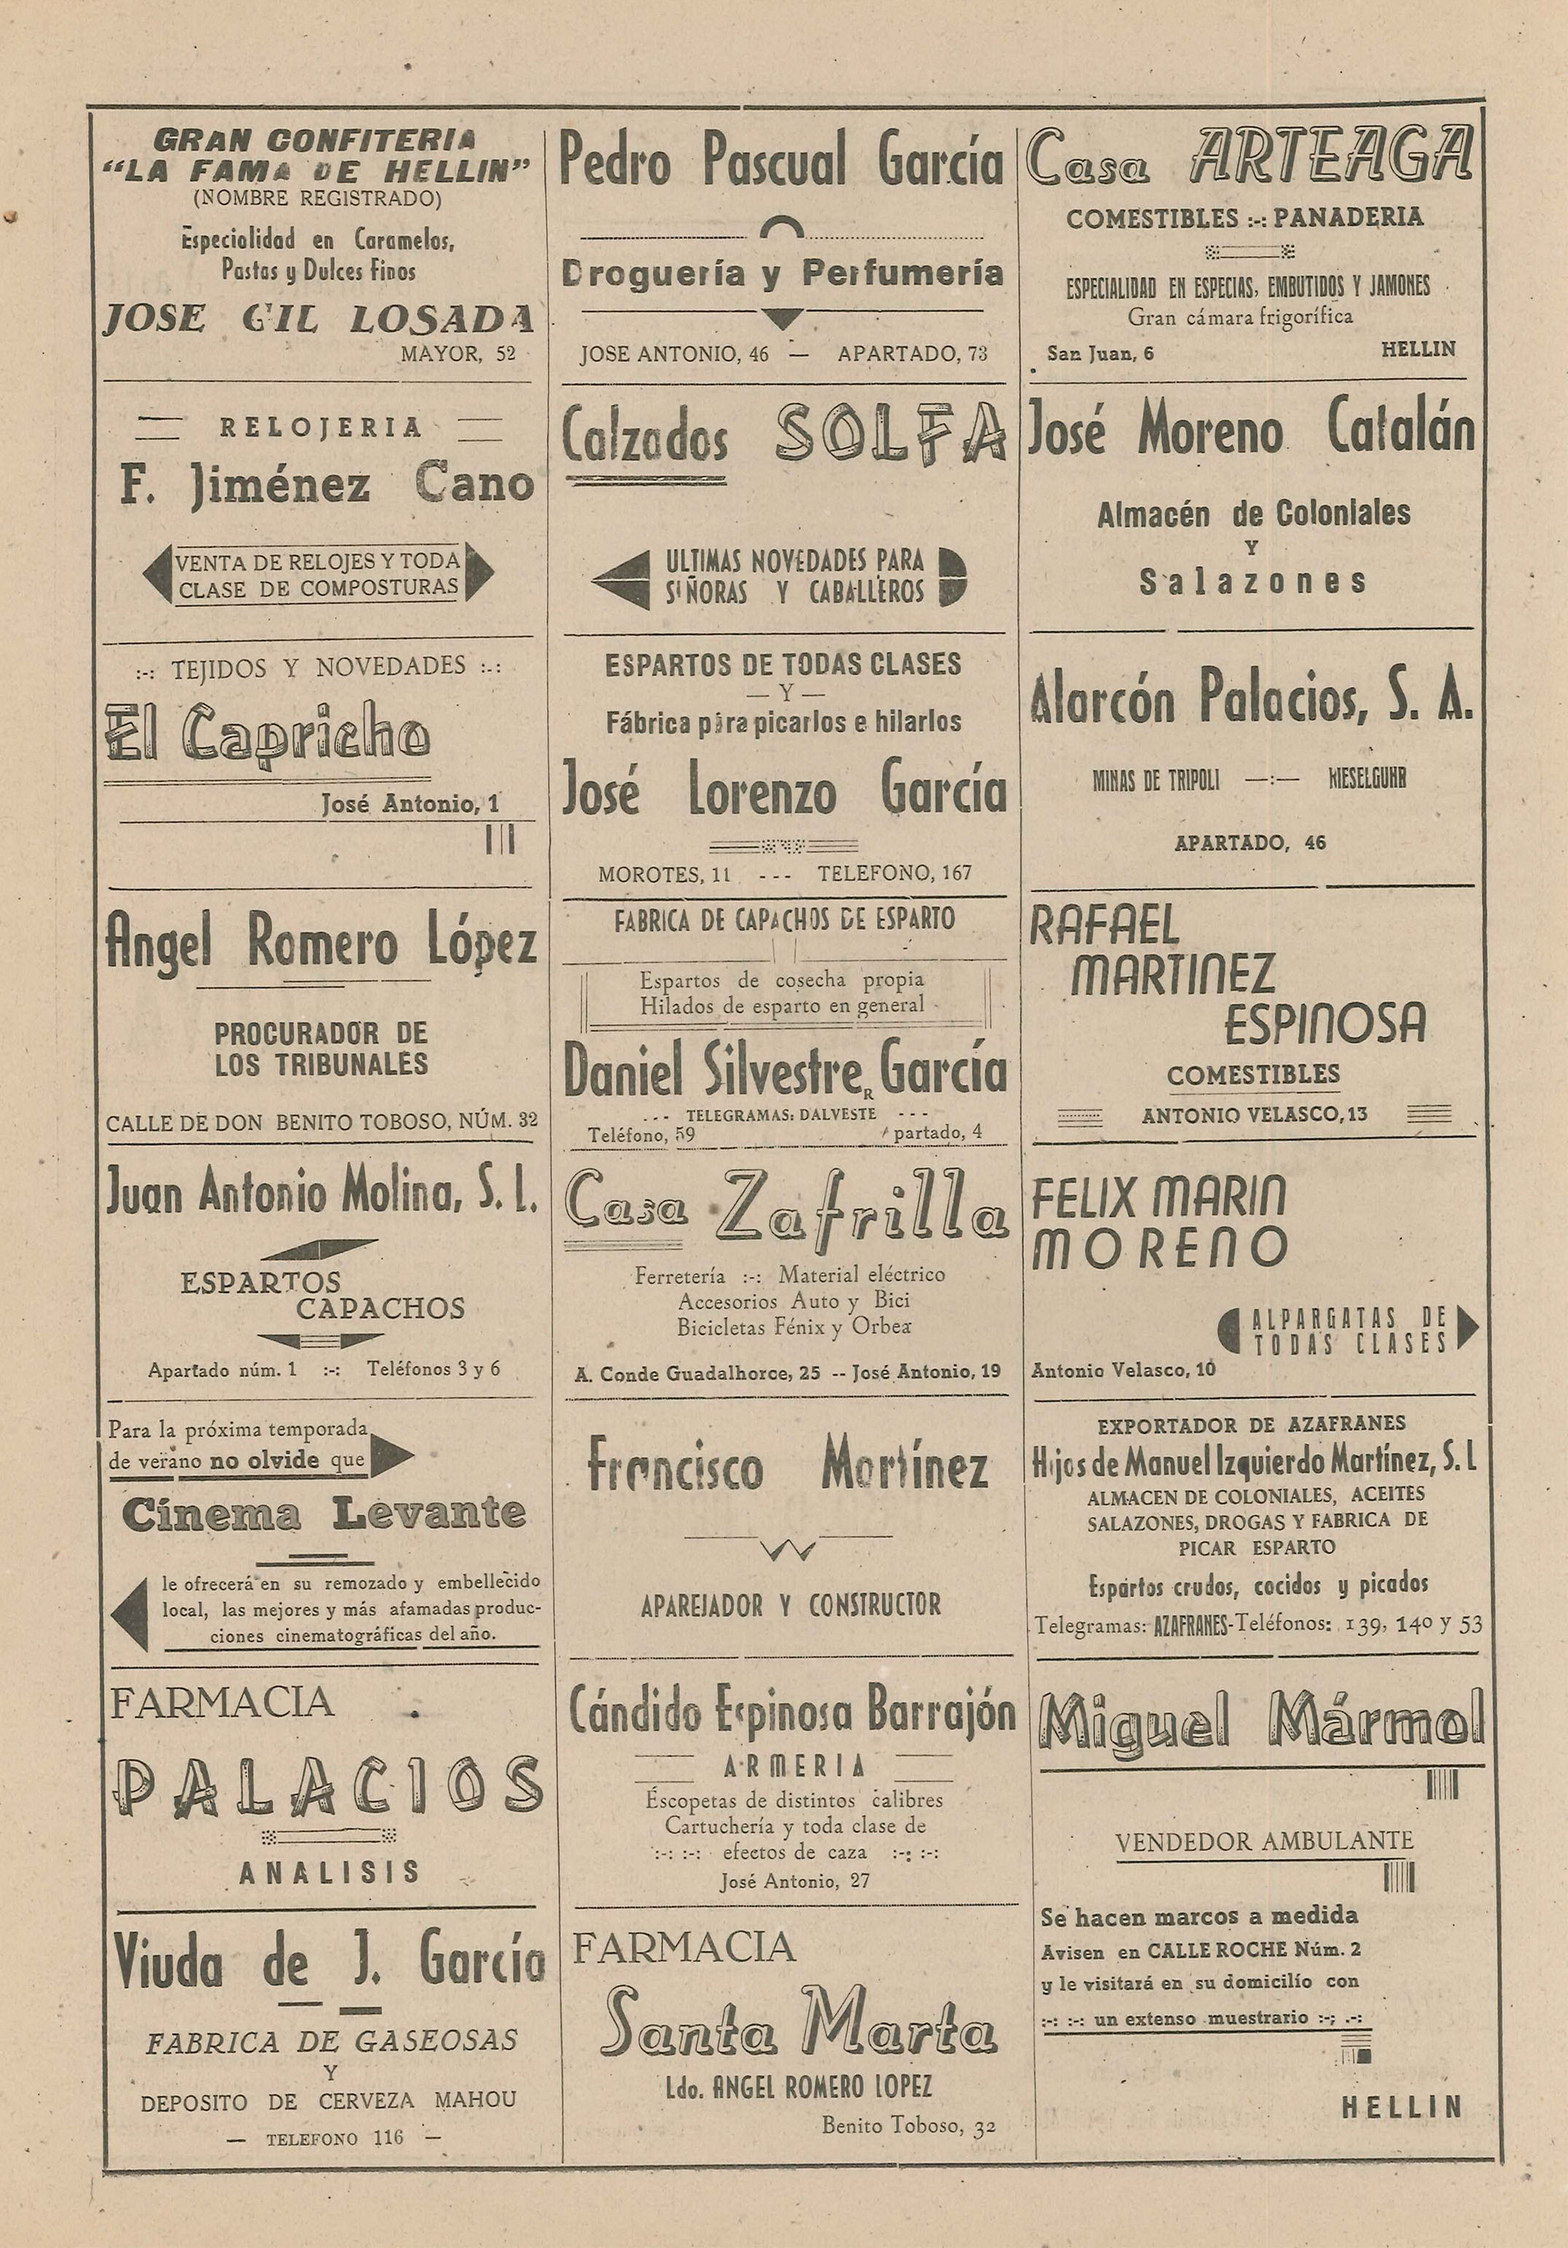 GRAN CONFITERIA
"LA FAMA DE HELLIN"
(NOMBRE REGISTRADO)
Especialidad en Caramelos,
Pastas y Dulces Finos
JOSE GIL LOSADA
MAYOR, 52
RELOJERIA
F. Jiménez Cano
VENTA DE RELOJES Y TODA
CLASE DE COMPOSTURAS
:-: TEJIDOS Y NOVEDADES :-:
El Capricho
José Antonio, 1
Angel Romero López
PROCURADOR DE
LOS TRIBUNALES
CALLE DE DON BENITO TOBOSO, NÚM. 32
Juan Antonio Molina, S. L.
ESPARTOS
CAPACHOS
Apartado núm. 1 :-: Teléfonos 3 y 6
Para la próxima temporada
de verano no olvide que
Cínema Levante
le ofrecerá en su remozado y embellecido
local, las mejores y más afamadas produc-
ciones cinematográficas del año.
FARMACIA
PALACIOS
ANALISIS
Viuda de J. García
FABRICA DE GASEOSAS
Y
DEPOSITO DE CERVEZA MAHOU
— TELEFONO 116 —
Pedro Pascual García
Droguería y Perfumería
JOSE ANTONIO, 46 — APARTADO, 73
Calzados SOLFA
ULTIMAS NOVEDADES PARA
SEÑORAS Y CABALLEROS
ESPARTOS DE TODAS CLASES
— Y —
Fábrica para picarlos e hilarlos
José Lorenzo García
MOROTES, 11 --- TELEFONO, 167
FABRICA DE CAPACHOS DE ESPARTO
Espartos de cosecha propia
Hilados de esparto en general
Daniel Silvestre R García
--- TELEGRAMAS: DALVESTE ---
Teléfono, 59 Apartado, 4
Casa Zafrilla
Ferretería :-: Material eléctrico
Accesorios Auto y Bici
Bicicletas Fénix y Orbea
A. Conde Guadalhorce, 25 -- José Antonio, 19
Francisco Martínez
APAREJADOR Y CONSTRUCTOR
Cándido Espinosa Barrajón
ARMERIA
Escopetas de distintos calibres
Cartuchería y toda clase de
:-: :-: efectos de caza :-: :-:
José Antonio, 27
FARMACIA
Santa Marta
Ldo. ANGEL ROMERO LOPEZ
Benito Toboso, 32
Casa ARTEAGA
COMESTIBLES :-: PANADERIA
ESPECIALIDAD EN ESPECIAS, EMBUTIDOS Y JAMONES
Gran cámara frigorífica
San Juan, 6 HELLIN
José Moreno Catalán
Almacén de Coloniales
Y
Salazones
Alarcón Palacios, S. A.
MINAS DE TRIPOLI —:— KIESELGUHR
APARTADO, 46
RAFAEL
MARTINEZ
ESPINOSA
COMESTIBLES
ANTONIO VELASCO, 13
FELIX MARIN
MORENO
ALPARGATAS DE
TODAS CLASES
Antonio Velasco, 10
EXPORTADOR DE AZAFRANES
Hijos de Manuel Izquierdo Martínez, S. L
ALMACEN DE COLONIALES, ACEITES
SALAZONES, DROGAS Y FABRICA DE
PICAR ESPARTO
Espartos crudos, cocidos y picados
Telegramas: AZAFRANES-Teléfonos: 139, 140 y 53
Miguel Mármol
VENDEDOR AMBULANTE
Se hacen marcos a medida
Avisen en CALLE ROCHE Núm. 2
y le visitará en su domicilío con
:-: :-: un extenso muestrario :-: :-:
HELLIN